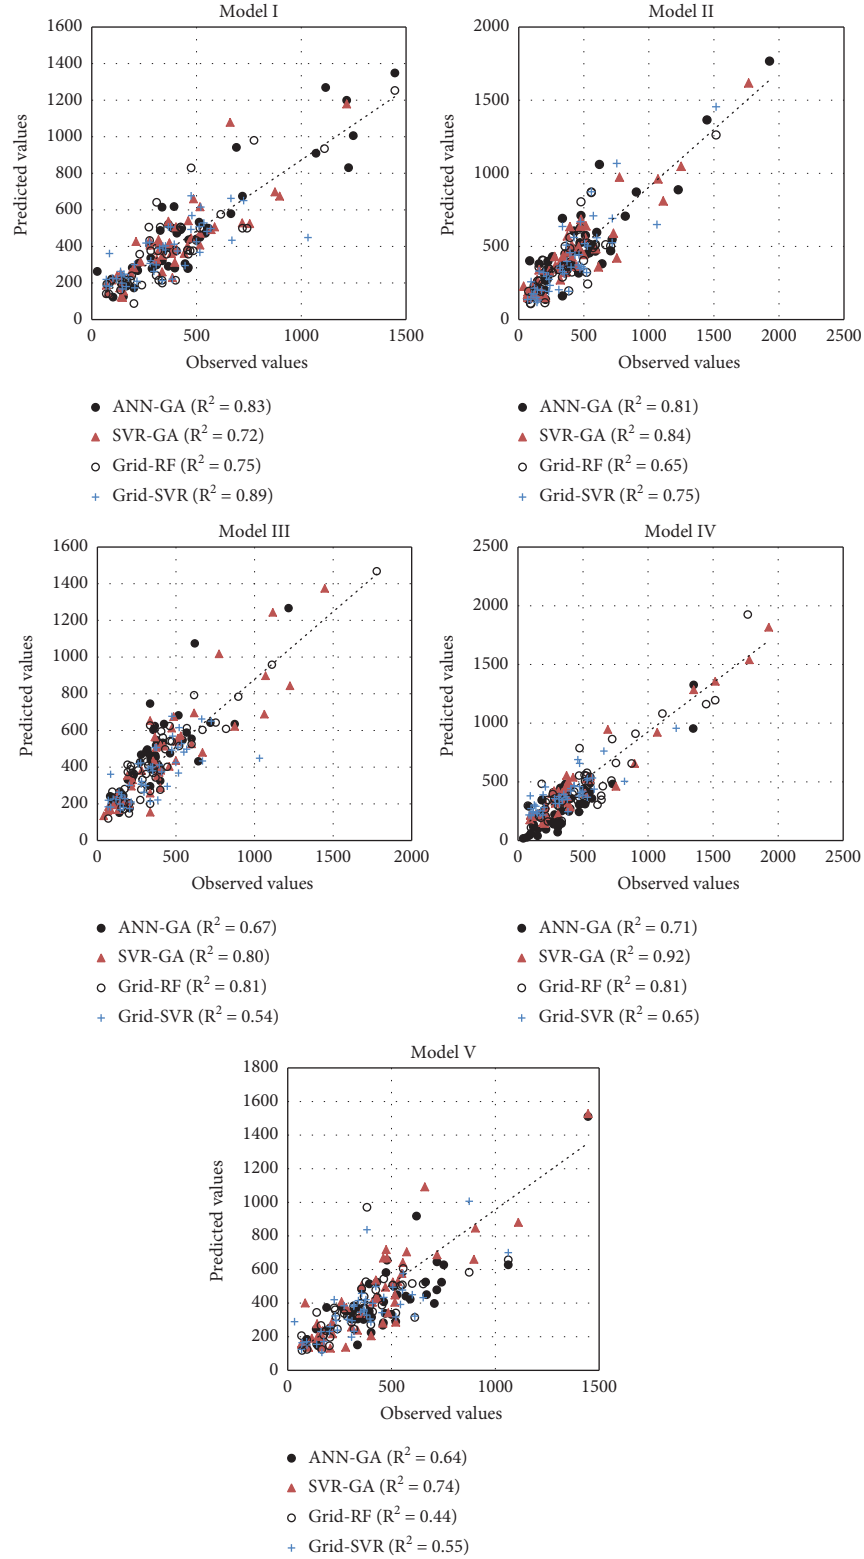 Model I
1600
1400
1200
1000
800
600
400
200
0
0 500 1000 1500
Predicted values
Observed values
ANN-GA (R² = 0.83)
SVR-GA (R² = 0.72)
Grid-RF (R² = 0.75)
Grid-SVR (R² = 0.89)
Model II
2000
1500
1000
500
0
0 500 1000 1500 2000 2500
Predicted values
Observed values
ANN-GA (R² = 0.81)
SVR-GA (R² = 0.84)
Grid-RF (R² = 0.65)
Grid-SVR (R² = 0.75)
Model III
1600
1400
1200
1000
800
600
400
200
0
0 500 1000 1500 2000
Predicted values
Observed values
ANN-GA (R² = 0.67)
SVR-GA (R² = 0.80)
Grid-RF (R² = 0.81)
Grid-SVR (R² = 0.54)
Model IV
2500
2000
1500
1000
500
0
0 500 1000 1500 2000 2500
Predicted values
Observed values
ANN-GA (R² = 0.71)
SVR-GA (R² = 0.92)
Grid-RF (R² = 0.81)
Grid-SVR (R² = 0.65)
Model V
1800
1600
1400
1200
1000
800
600
400
200
0
0 500 1000 1500
Predicted values
Observed values
ANN-GA (R² = 0.64)
SVR-GA (R² = 0.74)
Grid-RF (R² = 0.44)
Grid-SVR (R² = 0.55)